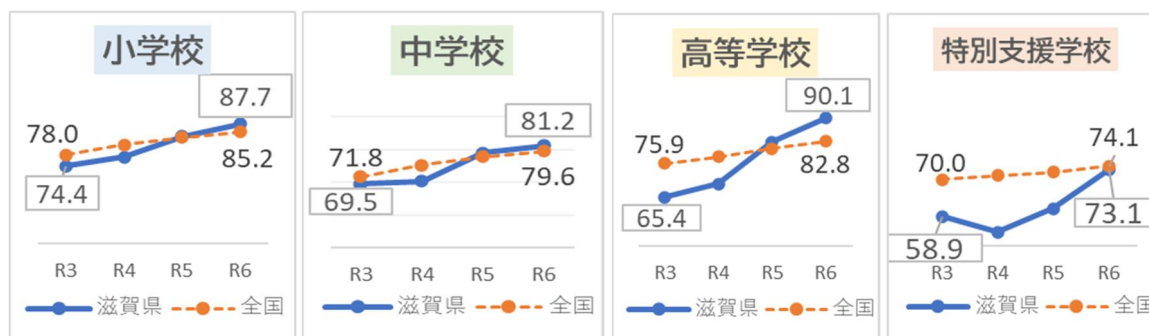 小学校
87.7
78.0
85.2
74.4
R3 R4 R5 R6
滋賀県 全国
中学校
81.2
71.8
79.6
69.5
R3 R4 R5 R6
滋賀県 全国
高等学校
90.1
75.9
82.8
65.4
R3 R4 R5 R6
滋賀県 全国
特別支援学校
74.1
70.0
73.1
58.9
R3 R4 R5 R6
滋賀県 全国